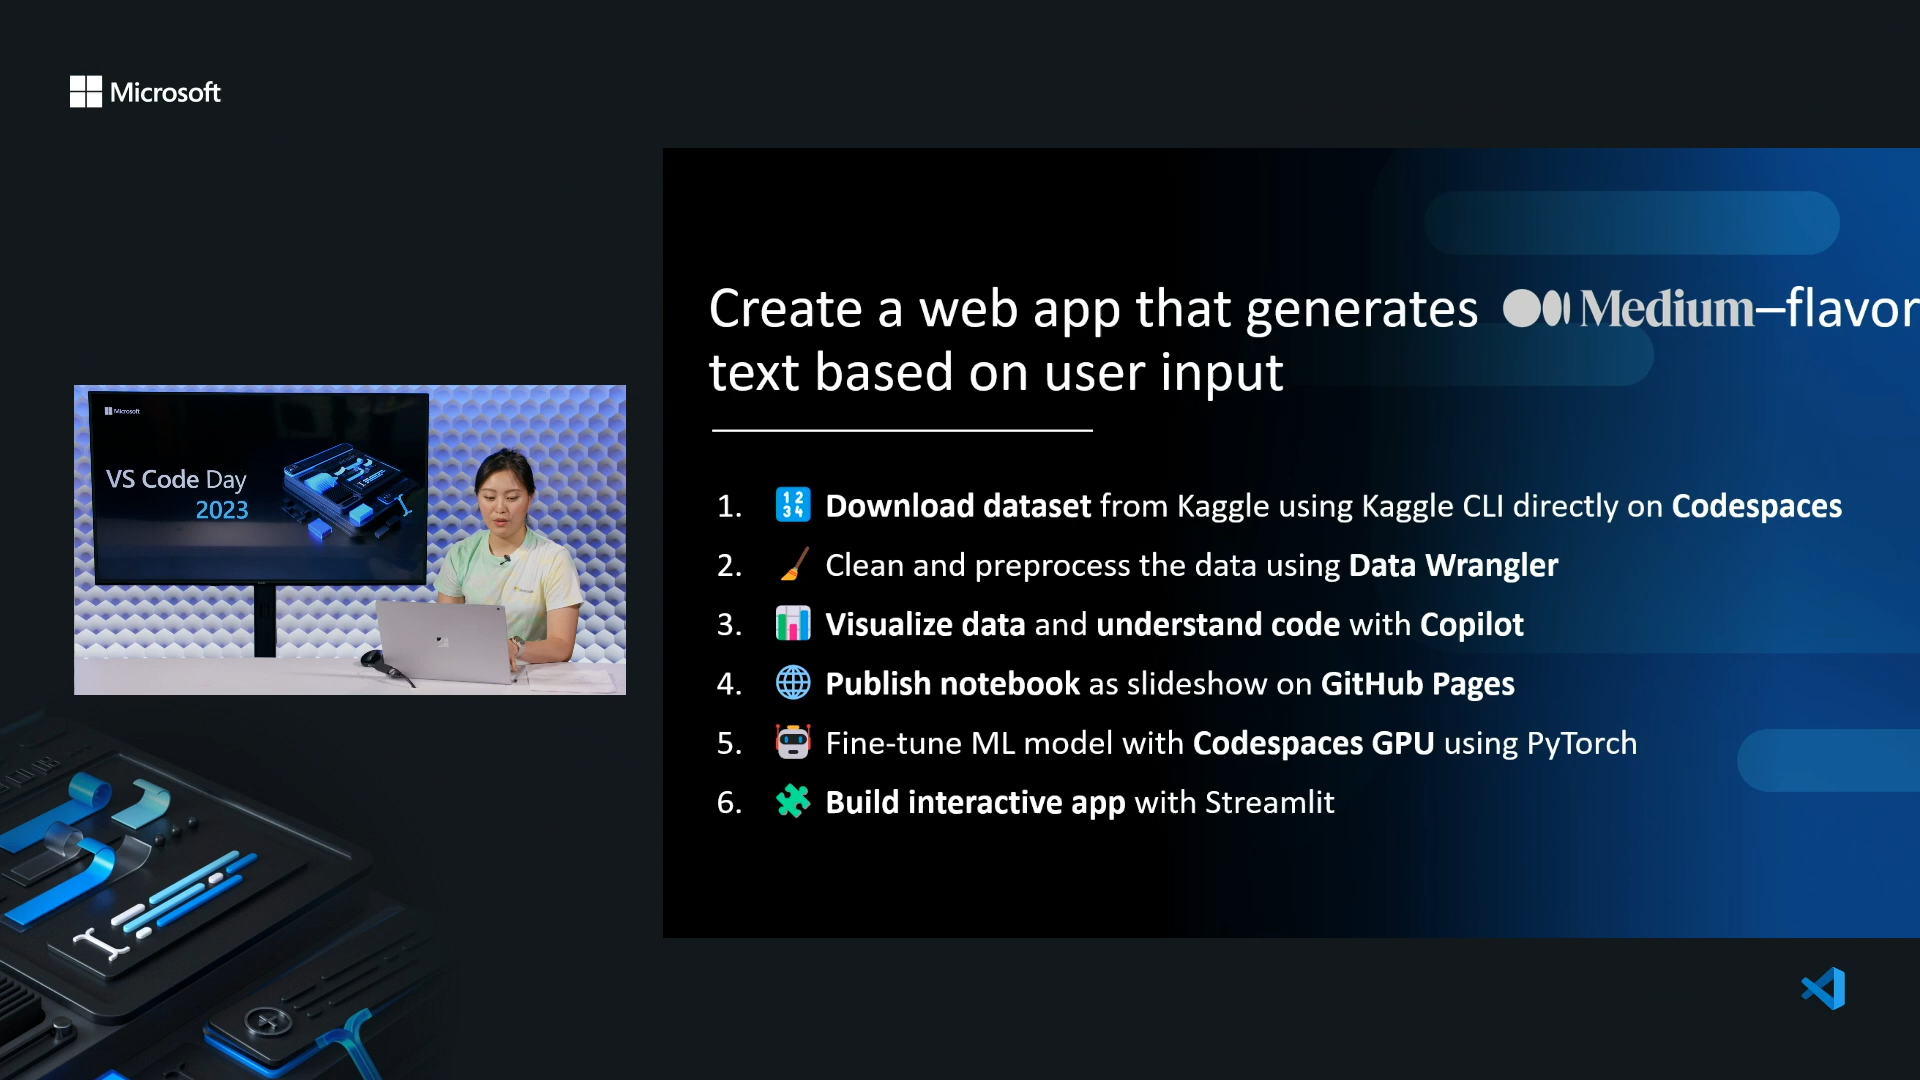 Microsoft
Create a web app that generates Medium–flavor
text based on user input
1. Download dataset from Kaggle using Kaggle CLI directly on Codespaces
2. Clean and preprocess the data using Data Wrangler
3. Visualize data and understand code with Copilot
4. Publish notebook as slideshow on GitHub Pages
5. Fine-tune ML model with Codespaces GPU using PyTorch
6. Build interactive app with Streamlit
Microsoft
VS Code Day
2023